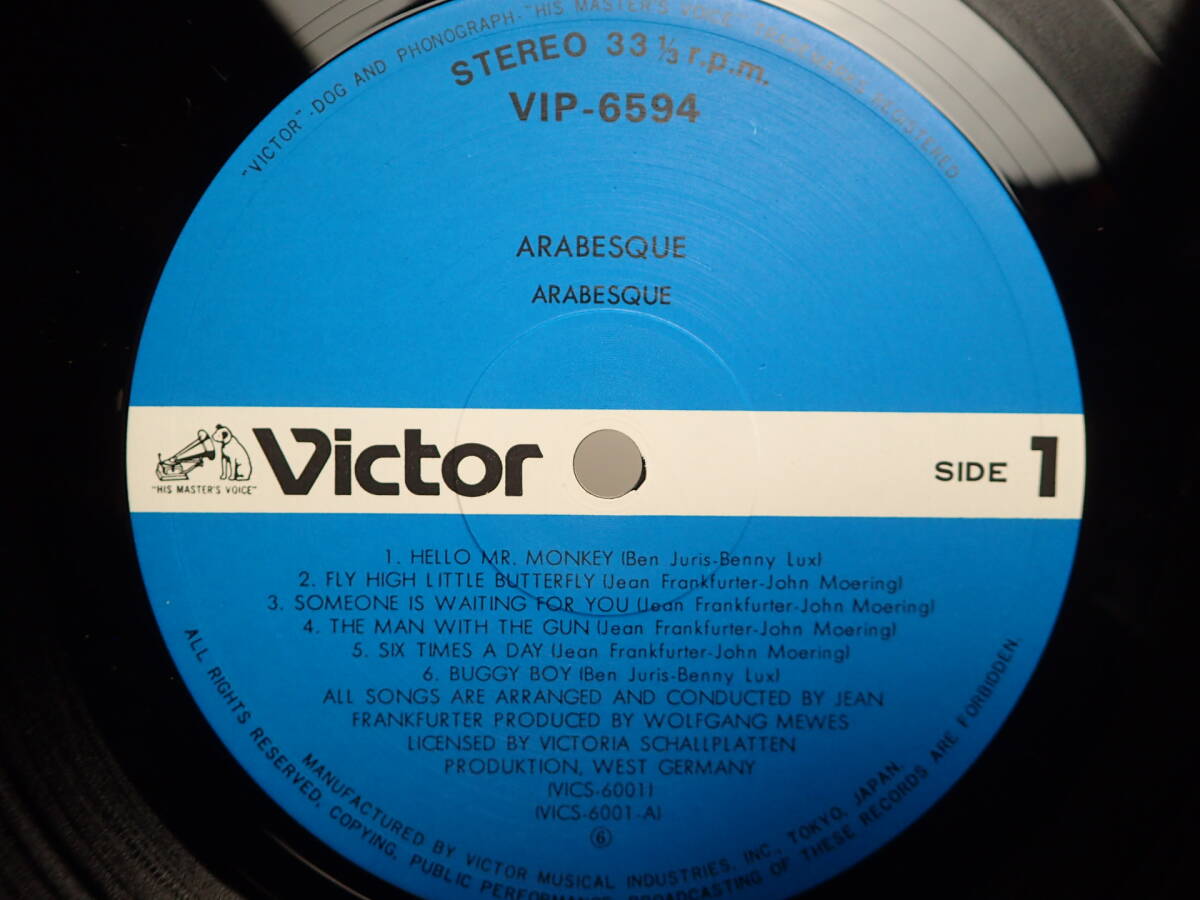 "VICTOR"-DOG AND PHONOGRAPH-"HIS MASTER'S VOICE" TRADEMARKS REGISTERED
STEREO 33 1/3 r.p.m.
VIP-6594
ARABESQUE
ARABESQUE
"HIS MASTER'S VOICE"
Victor
SIDE 1
1. HELLO MR. MONKEY (Ben Juris-Benny Lux)
2. FLY HIGH LITTLE BUTTERFLY (Jean Frankfurter-John Moering)
3. SOMEONE IS WAITING FOR YOU (Jean Frankfurter-John Moering)
4. THE MAN WITH THE GUN (Jean Frankfurter-John Moering)
5. SIX TIMES A DAY (Jean Frankfurter-John Moering)
6. BUGGY BOY (Ben Juris-Benny Lux)
ALL SONGS ARE ARRANGED AND CONDUCTED BY JEAN
FRANKFURTER PRODUCED BY WOLFGANG MEWES
LICENSED BY VICTORIA SCHALLPLATTEN
PRODUKTION, WEST GERMANY
(VICS-6001)
(VICS-6001-A)
⑥
MANUFACTURED BY VICTOR MUSICAL INDUSTRIES, INC., TOKYO, JAPAN.
ALL RIGHTS RESERVED. COPYING, PUBLIC PERFORMANCE, BROADCASTING OF THESE RECORDS ARE FORBIDDEN.